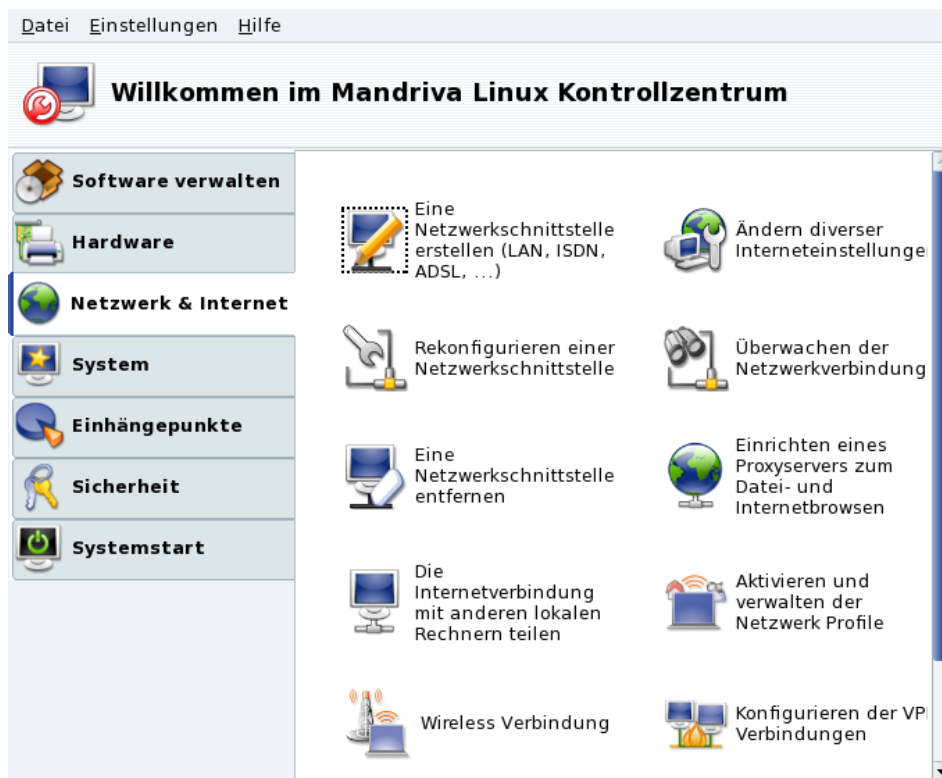 Datei Einstellungen Hilfe
Willkommen im Mandriva Linux Kontrollzentrum
Software verwalten
Hardware
Netzwerk & Internet
System
Einhängepunkte
Sicherheit
Systemstart
Eine
Netzwerkschnittstelle
erstellen (LAN, ISDN,
ADSL, ...)
Ändern diverser
Interneteinstellunge
Rekonfigurieren einer
Netzwerkschnittstelle
Überwachen der
Netzwerkverbindung
Eine
Netzwerkschnittstelle
entfernen
Einrichten eines
Proxyservers zum
Datei- und
Internetbrowsen
Die
Internetverbindung
mit anderen lokalen
Rechnern teilen
Aktivieren und
verwalten der
Netzwerk Profile
Wireless Verbindung
Konfigurieren der VP
Verbindungen